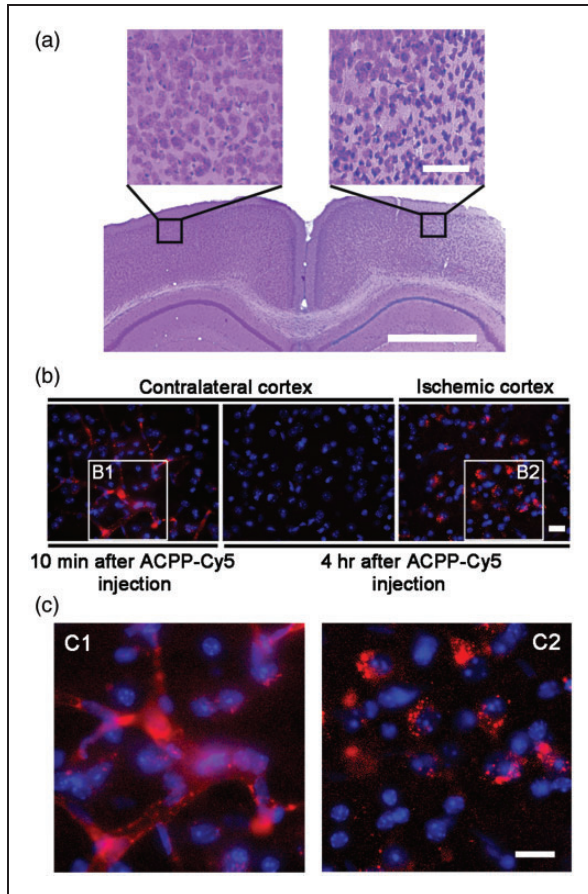 (a)
(b)
Contralateral cortex Ischemic cortex
B1 B2
10 min after ACPP-Cy5 injection
4 hr after ACPP-Cy5 injection
(c)
C1 C2